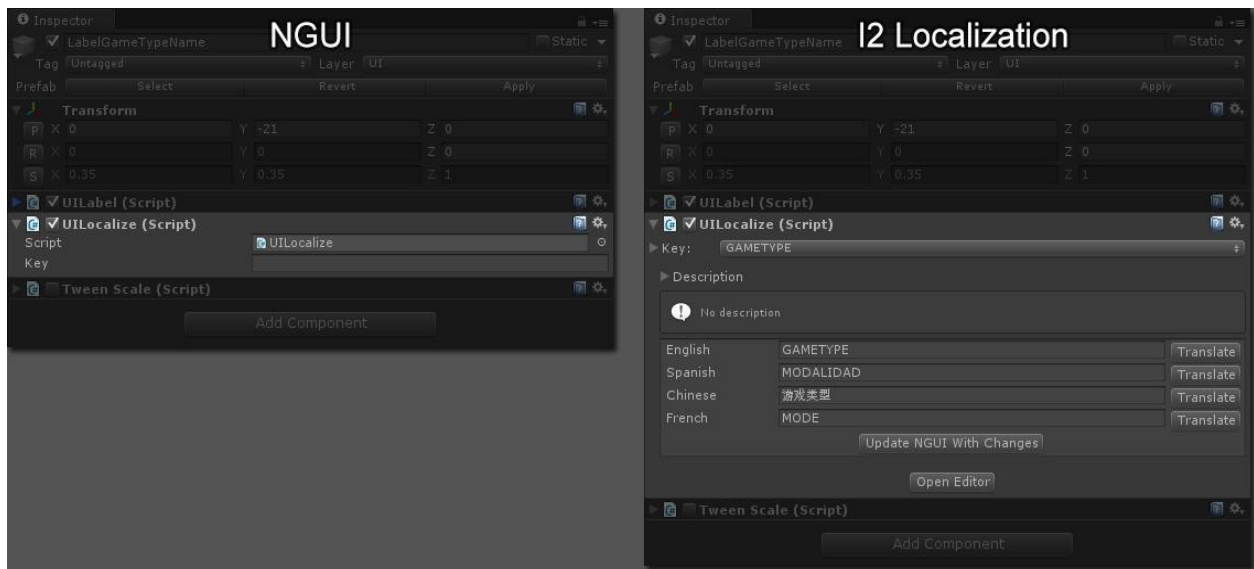 Inspector
NGUI
LabelGameTypeName
Static
Tag Untagged Layer UI
Prefab Select Revert Apply
Transform
P X 0 Y -21 Z 0
R X 0 Y 0 Z 0
S X 0.35 Y 0.35 Z 1
UILabel (Script)
UILocalize (Script)
Script UILocalize
Key
Tween Scale (Script)
Add Component
Inspector
I2 Localization
LabelGameTypeName
Static
Tag Untagged Layer UI
Prefab Select Revert Apply
Transform
P X 0 Y -21 Z 0
R X 0 Y 0 Z 0
S X 0.35 Y 0.35 Z 1
UILabel (Script)
UILocalize (Script)
Key: GAMETYPE
Description
No description
English GAMETYPE Translate
Spanish MODALIDAD Translate
Chinese 游戏类型 Translate
French MODE Translate
Update NGUI With Changes
Open Editor
Tween Scale (Script)
Add Component